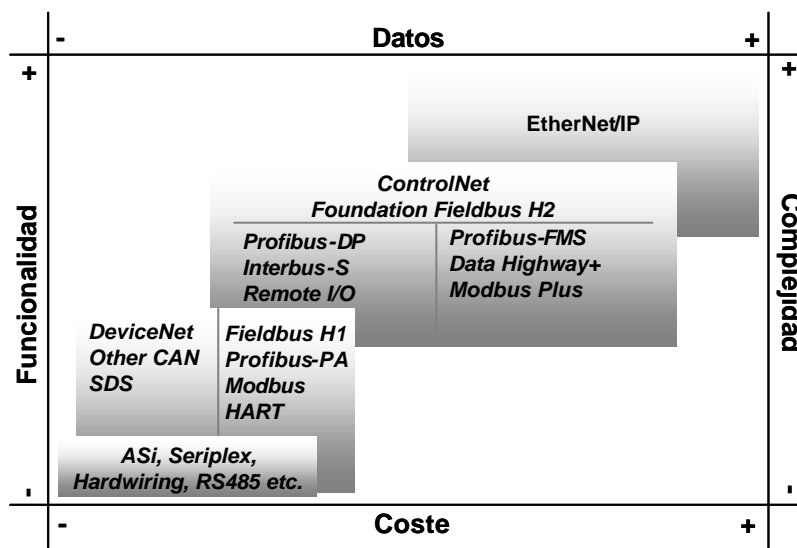 - Datos +
+ +
EtherNet/IP
ControlNet
Foundation Fieldbus H2
Profibus-DP
Interbus-S
Remote I/O
Profibus-FMS
Data Highway+
Modbus Plus
Funcionalidad
Complejidad
DeviceNet
Other CAN
SDS
Fieldbus H1
Profibus-PA
Modbus
HART
ASi, Seriplex,
Hardwiring, RS485 etc.
- -
- Coste +